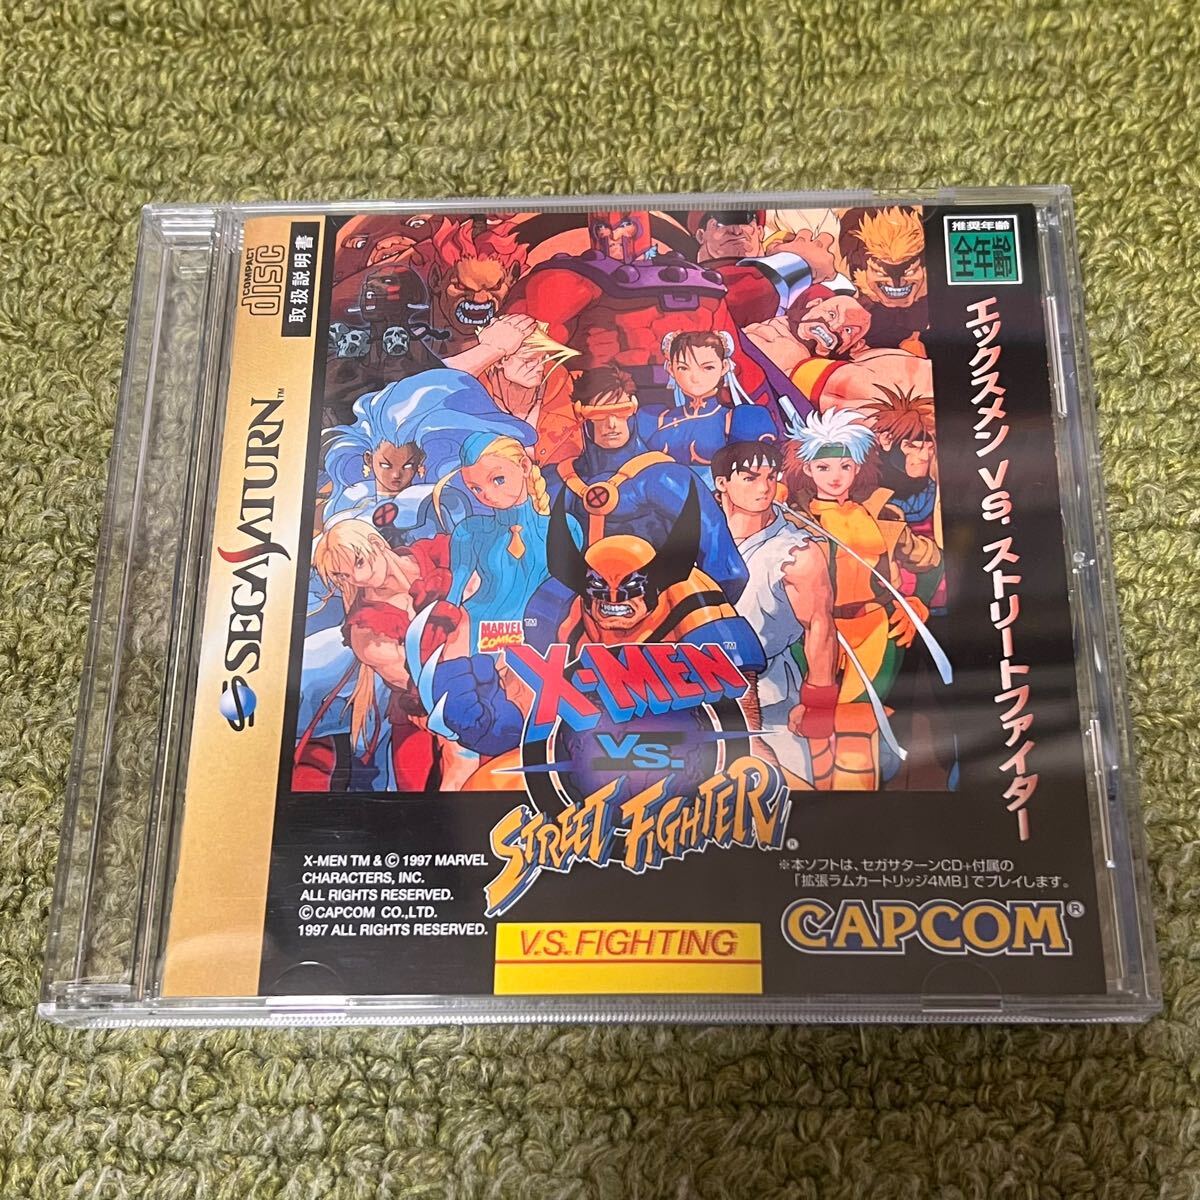 COMPACT
disc
取扱説明書
SEGA SATURN™
推奨年齢
全年齢
エックスメン VS. ストリートファイター
MARVEL
COMICS™
X-MEN™
VS.
STREET FIGHTER®
X-MEN TM & © 1997 MARVEL
CHARACTERS, INC.
ALL RIGHTS RESERVED.
©CAPCOM CO.,LTD.
1997 ALL RIGHTS RESERVED.
※本ソフトは、セガサターンCD+付属の
「拡張ラムカートリッジ4MB」でプレイします。
CAPCOM®
V.S.FIGHTING